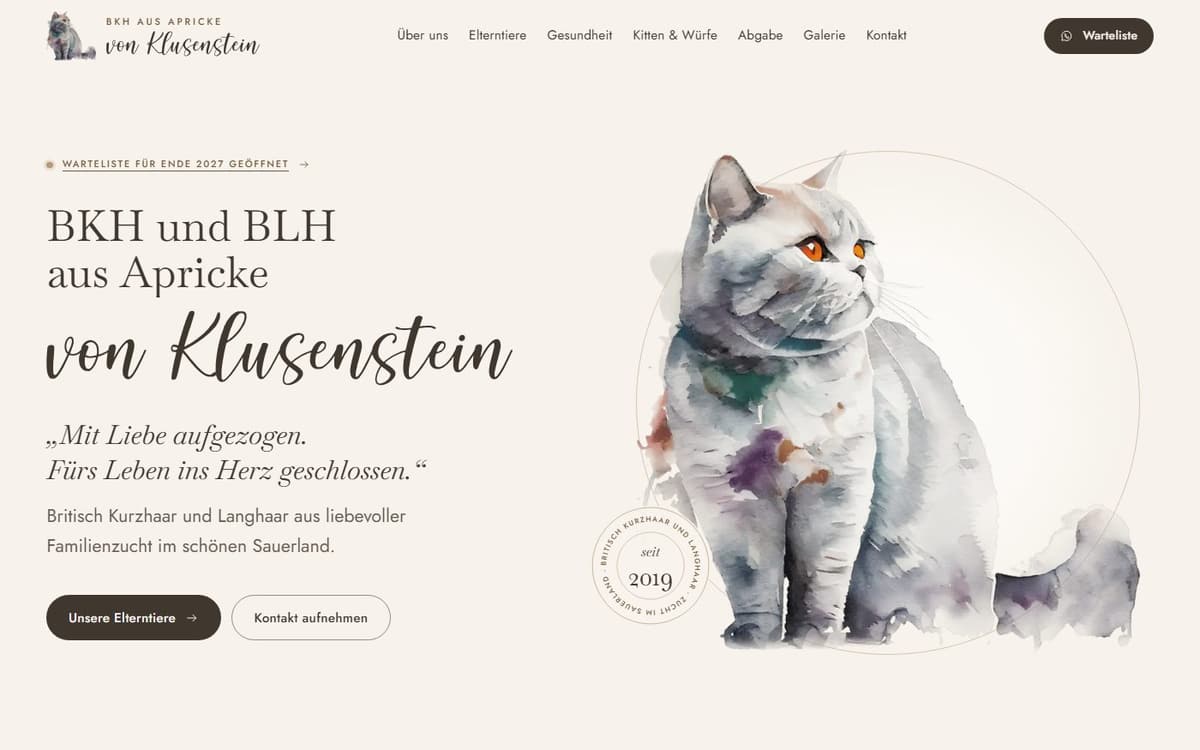 BKH AUS APRICKE
von Klusenstein
Über uns Elterntiere Gesundheit Kitten & Würfe Abgabe Galerie Kontakt
Warteliste
WARTELISTE FÜR ENDE 2027 GEÖFFNET →
BKH und BLH
aus Apricke
von Klusenstein
„Mit Liebe aufgezogen.
Fürs Leben ins Herz geschlossen.“
Britisch Kurzhaar und Langhaar aus liebevoller
Familienzucht im schönen Sauerland.
Unsere Elterntiere →
Kontakt aufnehmen
BRITISCH KURZHAAR UND LANGHAAR · ZUCHT IM SAUERLAND ·
seit
2019